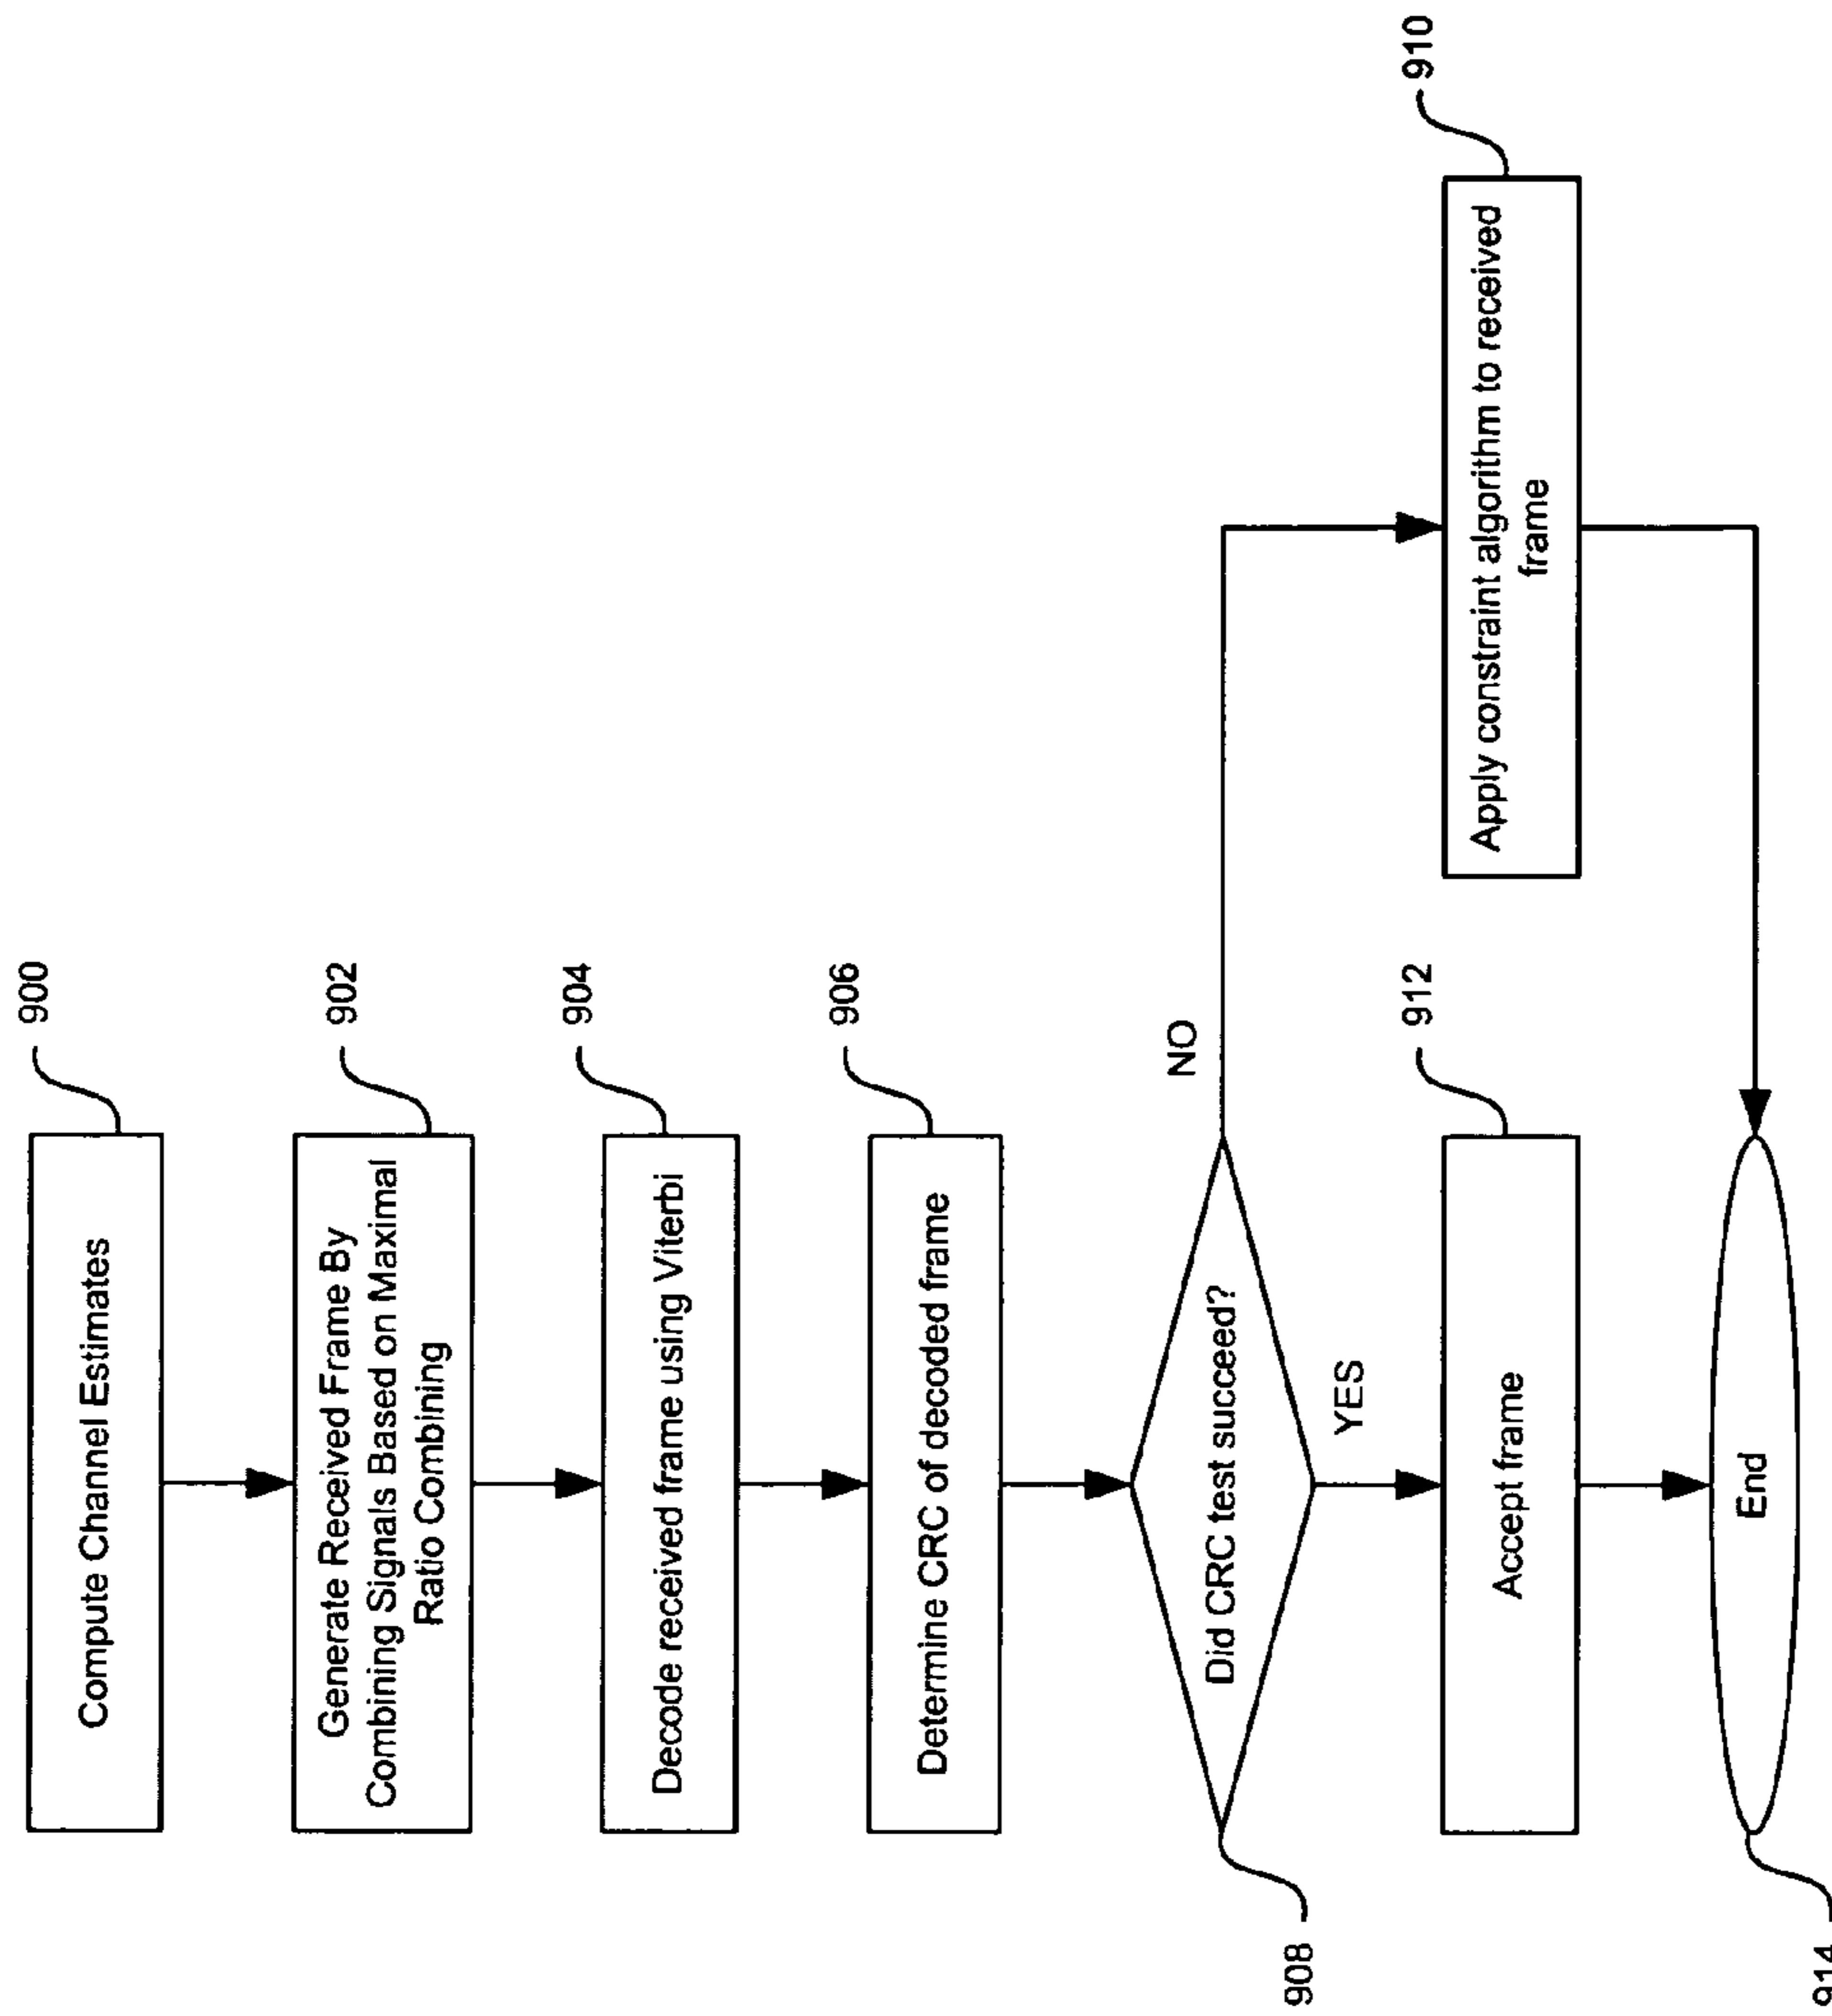 900
Compute Channel Estimates
902
Generate Received Frame By
Combining Signals Based on Maximal
Ratio Combining
904
Decode received frame using Viterbi
906
Determine CRC of decoded frame
908
Did CRC test succeed?
NO
YES
910
Apply constraint algorithm to received
frame
912
Accept frame
914
End